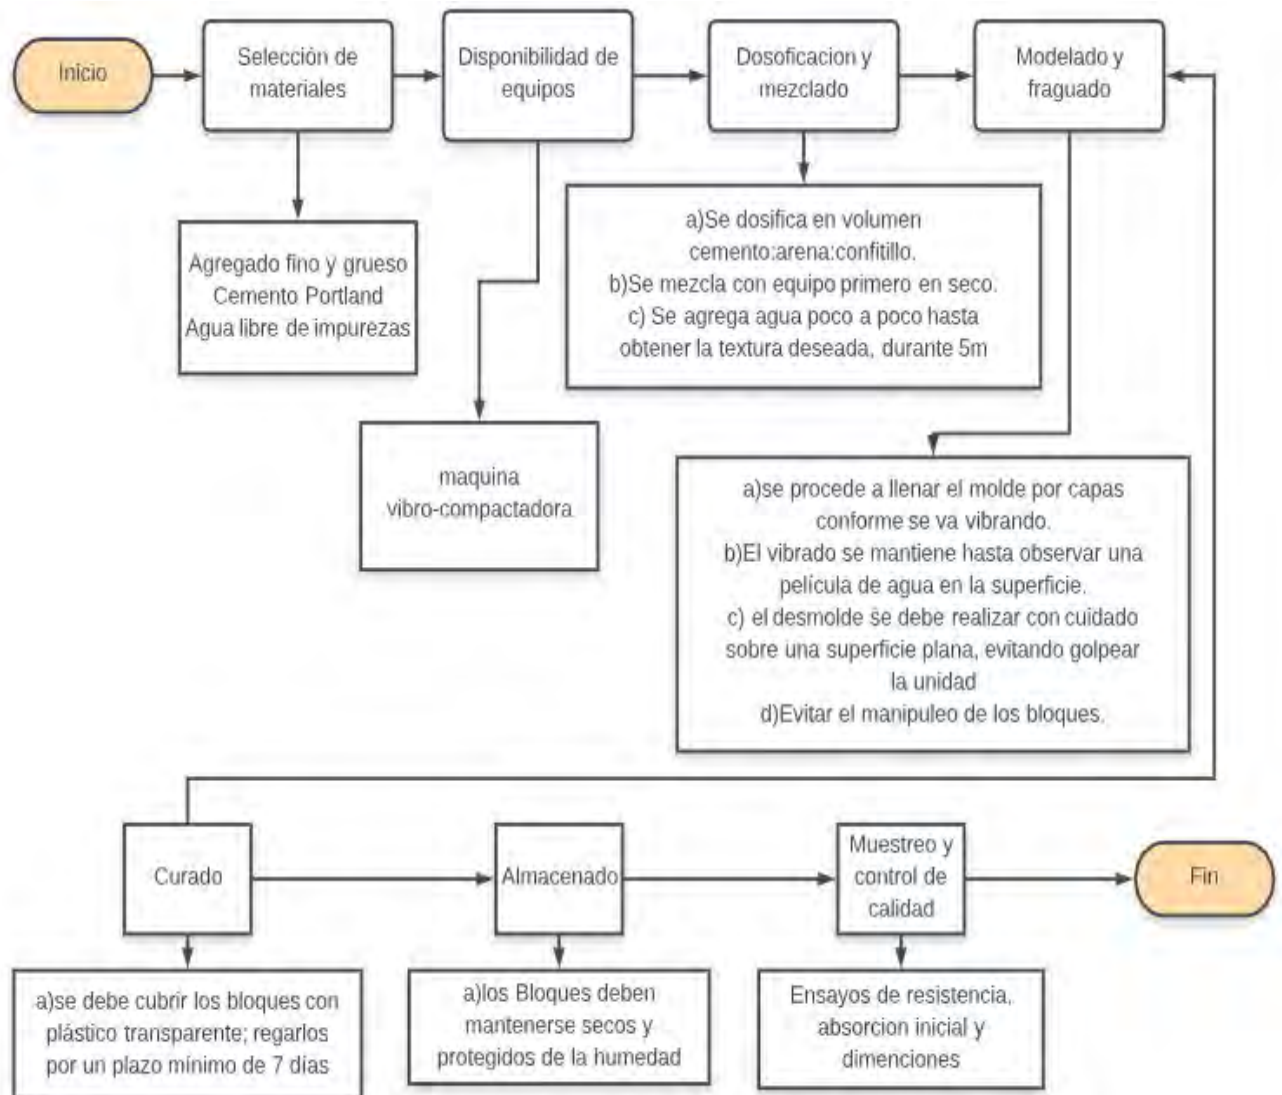 Inicio
Selección de
materiales
Disponibilidad de
equipos
Dosoficacion y
mezclado
Modelado y
fraguado
Agregado fino y grueso
Cemento Portland
Agua libre de impurezas
maquina
vibro-compactadora
a)Se dosifica en volumen
cemento:arena:confitillo.
b)Se mezcla con equipo primero en seco.
c) Se agrega agua poco a poco hasta
obtener la textura deseada, durante 5m
a)se procede a llenar el molde por capas
conforme se va vibrando.
b)El vibrado se mantiene hasta observar una
película de agua en la superficie.
c) el desmolde se debe realizar con cuidado
sobre una superficie plana, evitando golpear
la unidad
d)Evitar el manipuleo de los bloques.
Curado
Almacenado
Muestreo y
control de
calidad
Fin
a)se debe cubrir los bloques con
plástico transparente; regarlos
por un plazo mínimo de 7 días
a)los Bloques deben
mantenerse secos y
protegidos de la humedad
Ensayos de resistencia,
absorcion inicial y
dimenciones